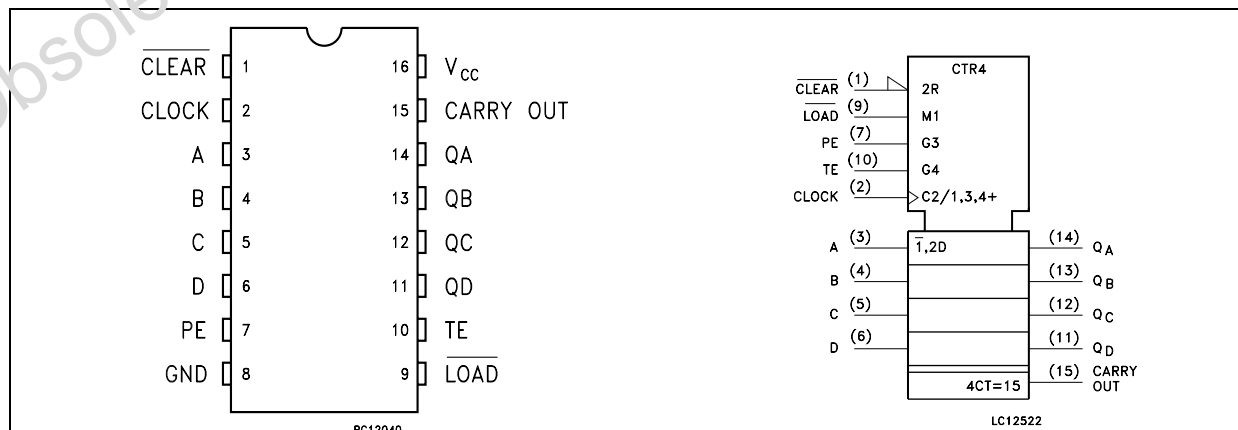 Obsole
CLEAR 1 16 VCC
CLOCK 2 15 CARRY OUT
A 3 14 QA
B 4 13 QB
C 5 12 QC
D 6 11 QD
PE 7 10 TE
GND 8 9 LOAD
CTR4
CLEAR (1) 2R
LOAD (9) M1
PE (7) G3
TE (10) G4
CLOCK (2) C2/1,3,4+
A (3) 1̅,2D (14) QA
B (4) (13) QB
C (5) (12) QC
D (6) (11) QD
4CT=15 (15) CARRY
OUT
LC12522